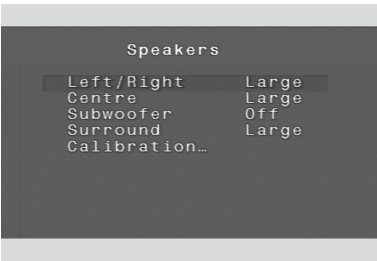 Speakers
Left/Right Large
Centre Large
Subwoofer Off
Surround Large
Calibration…